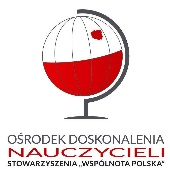 OŚRODEK DOSKONALENIA
NAUCZYCIELI
STOWARZYSZENIA „WSPÓLNOTA POLSKA"